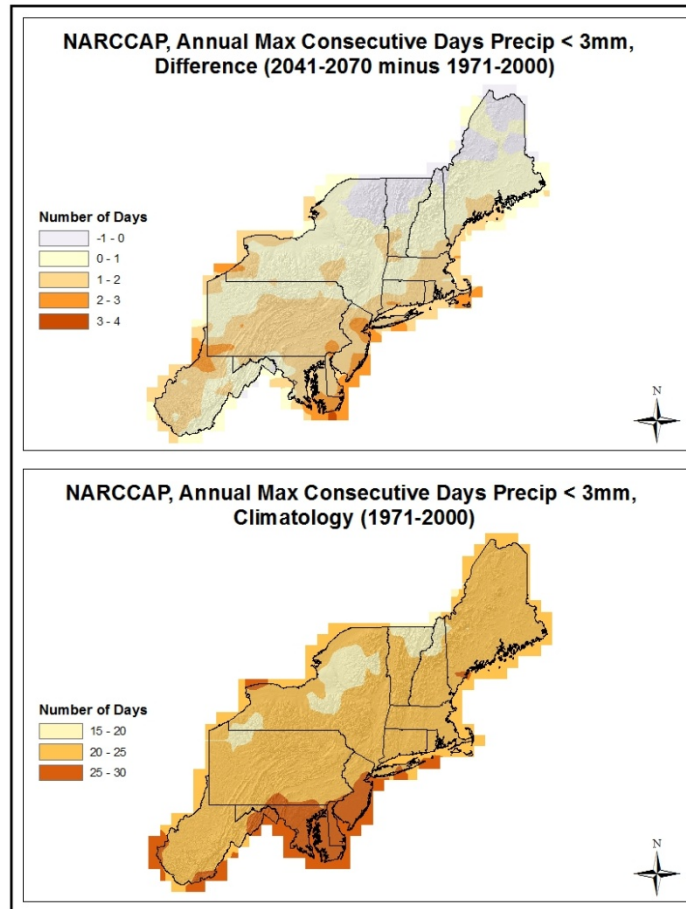 NARCCAP, Annual Max Consecutive Days Precip < 3mm,
Difference (2041-2070 minus 1971-2000)
Number of Days
-1 - 0
0 - 1
1 - 2
2 - 3
3 - 4
N
NARCCAP, Annual Max Consecutive Days Precip < 3mm,
Climatology (1971-2000)
Number of Days
15 - 20
20 - 25
25 - 30
N